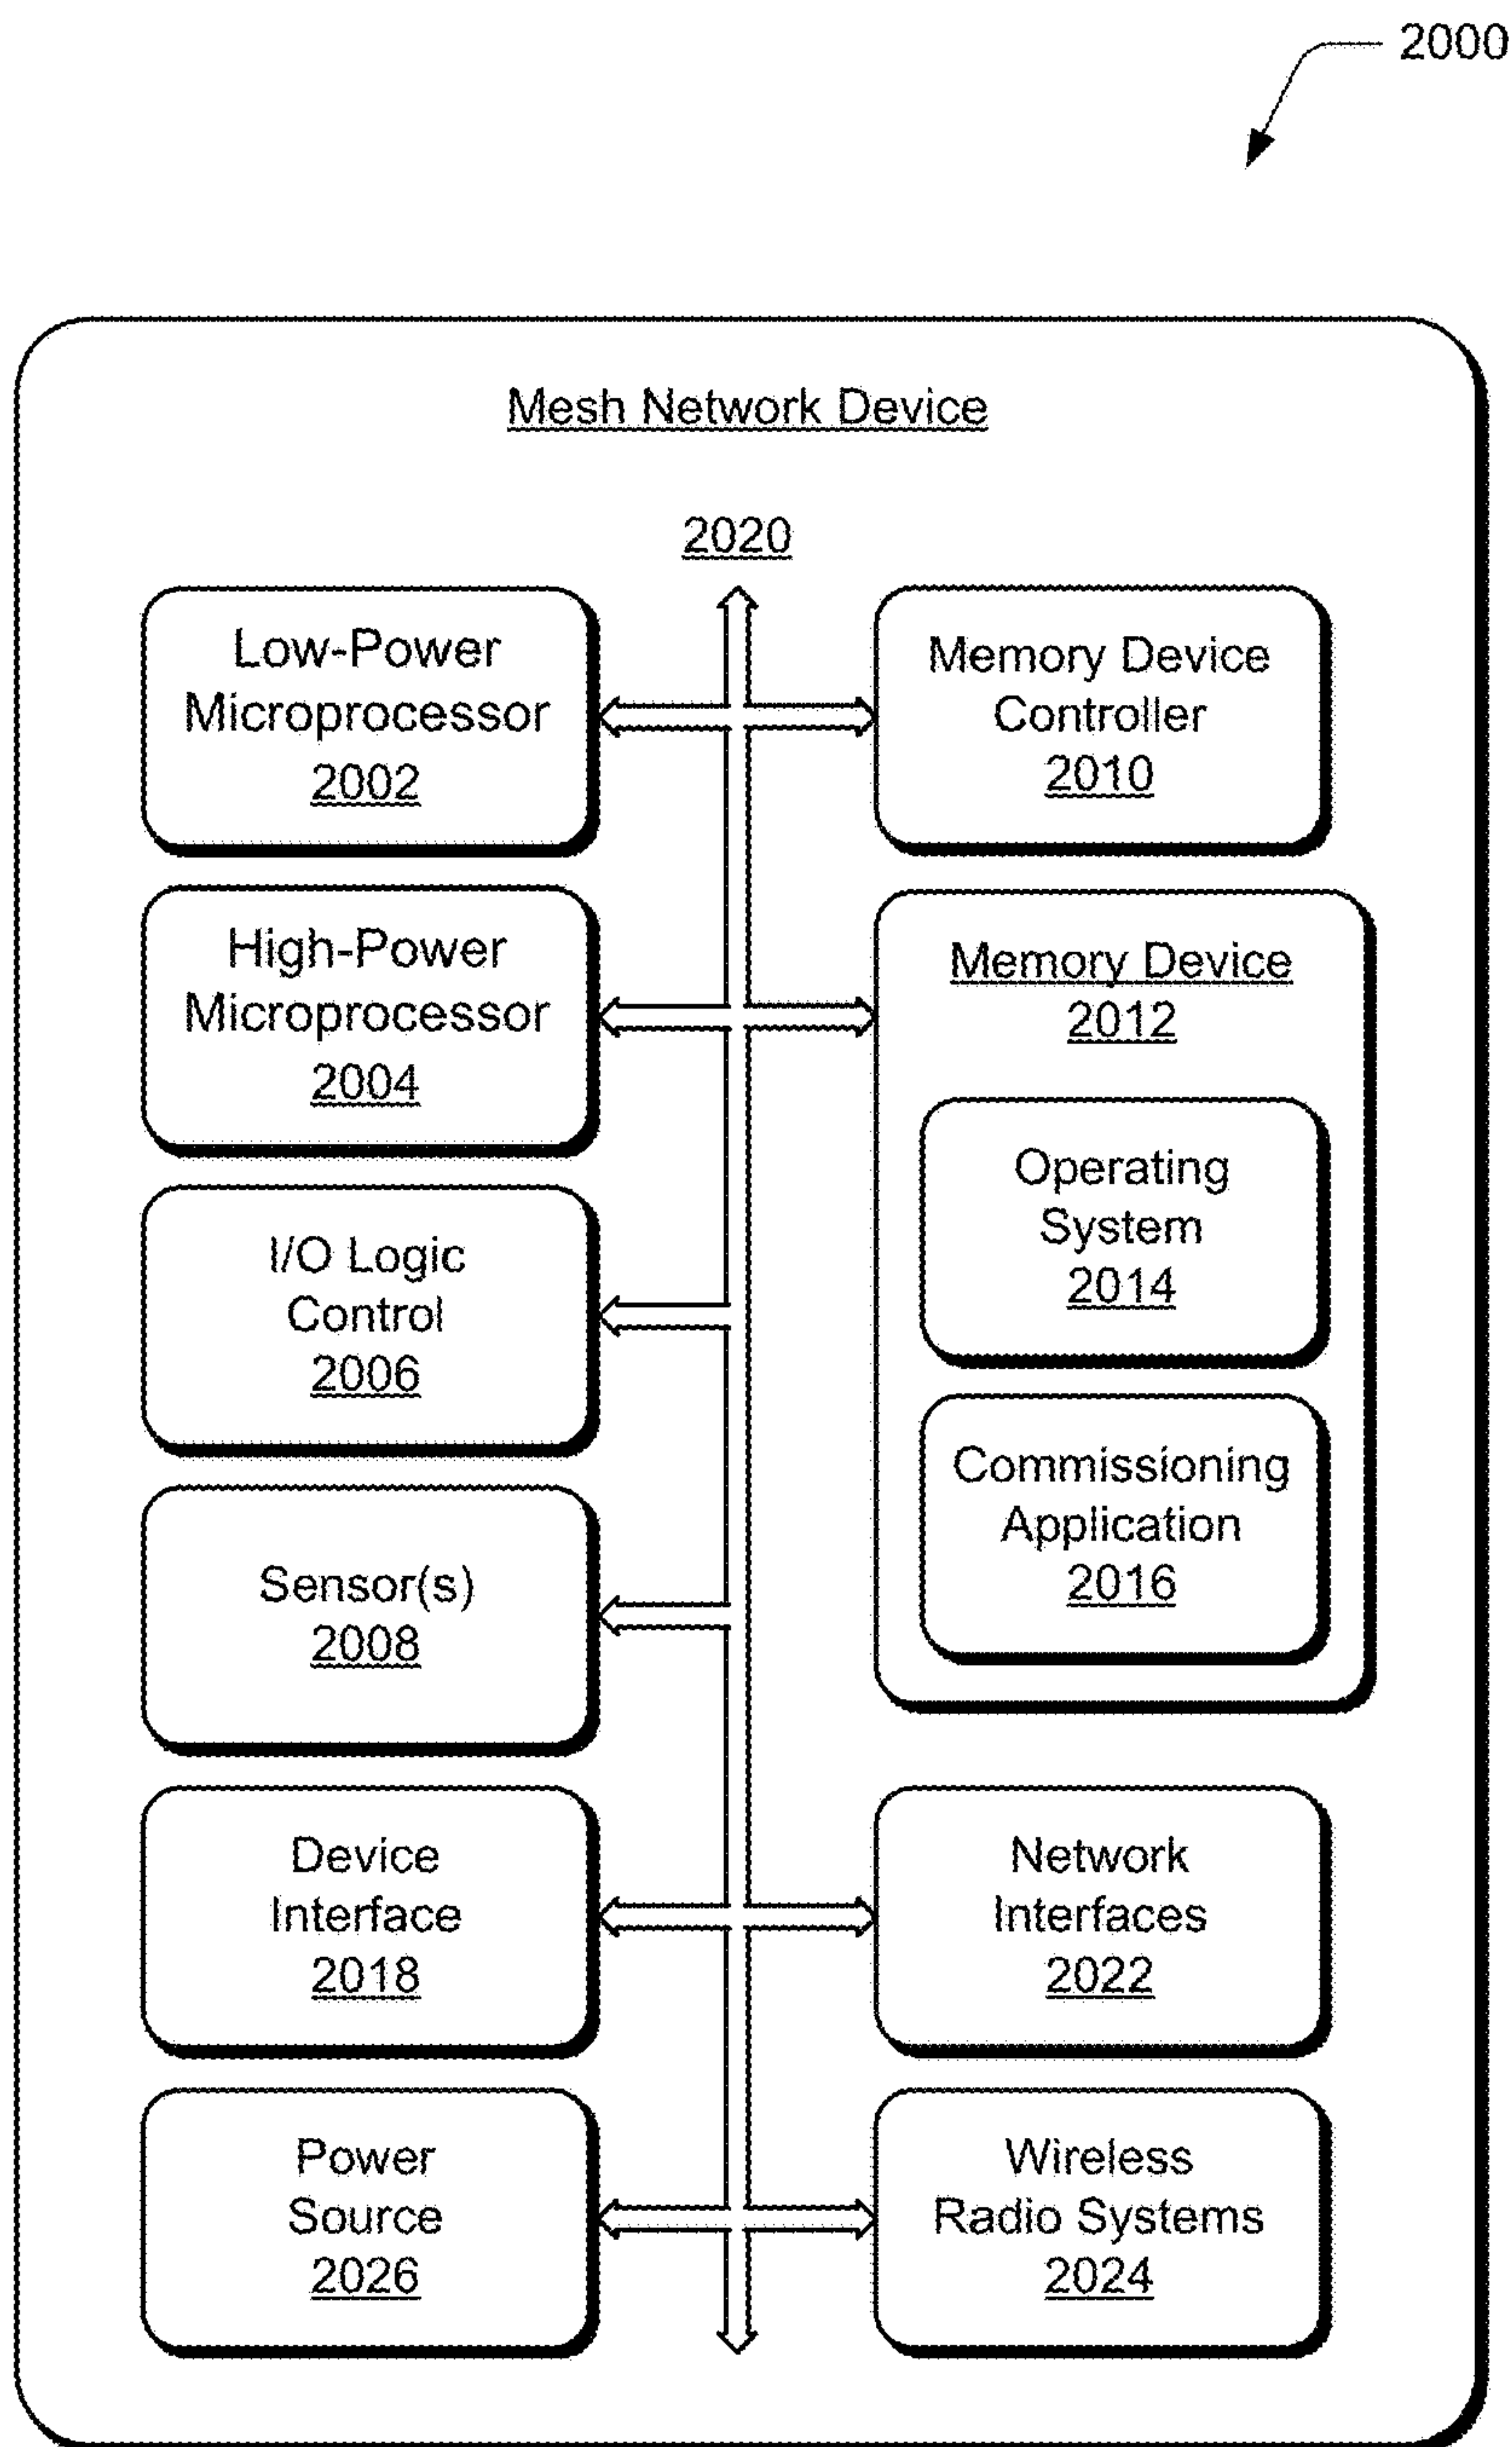 2000
Mesh Network Device
2020
Low-Power
Microprocessor
2002
Memory Device
Controller
2010
High-Power
Microprocessor
2004
Memory Device
2012
Operating
System
2014
I/O Logic
Control
2006
Commissioning
Application
2016
Sensor(s)
2008
Device
Interface
2018
Network
Interfaces
2022
Power
Source
2026
Wireless
Radio Systems
2024